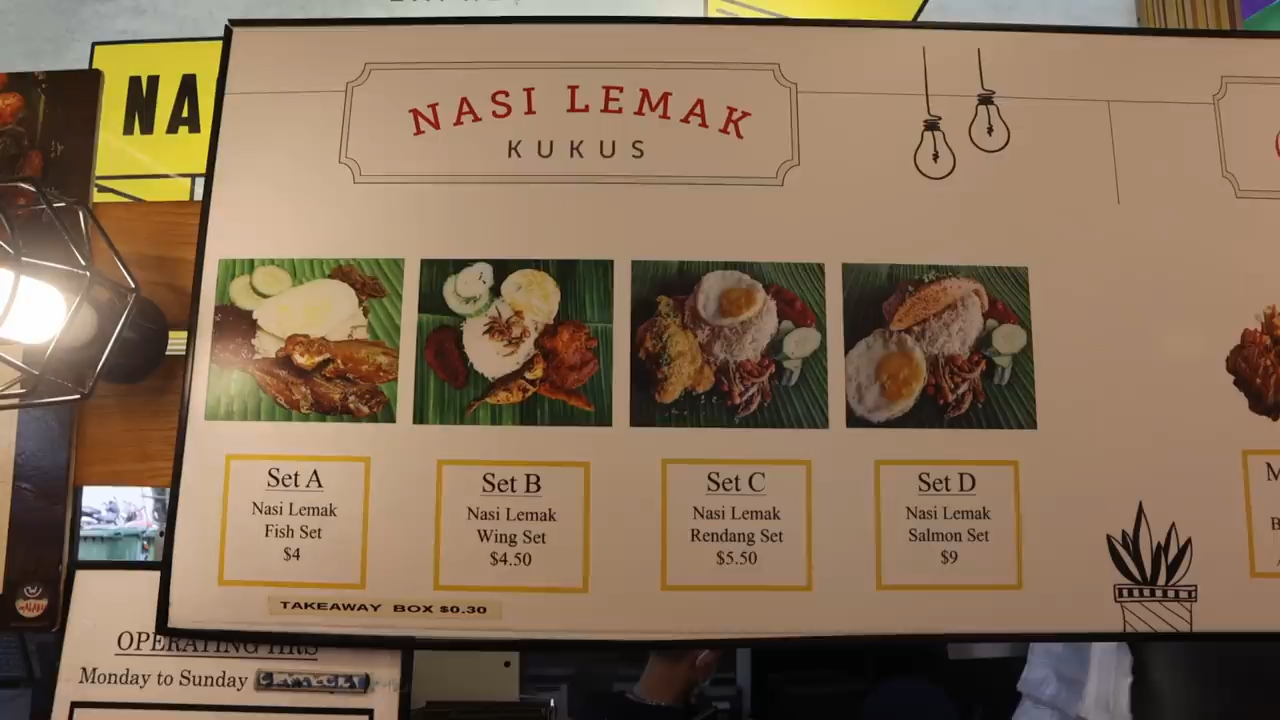 NA
NASI LEMAK
KUKUS
Set A
Nasi Lemak
Fish Set
$4
Set B
Nasi Lemak
Wing Set
$4.50
Set C
Nasi Lemak
Rendang Set
$5.50
Set D
Nasi Lemak
Salmon Set
$9
TAKEAWAY BOX $0.30
OPERATING HRS
Monday to Sunday